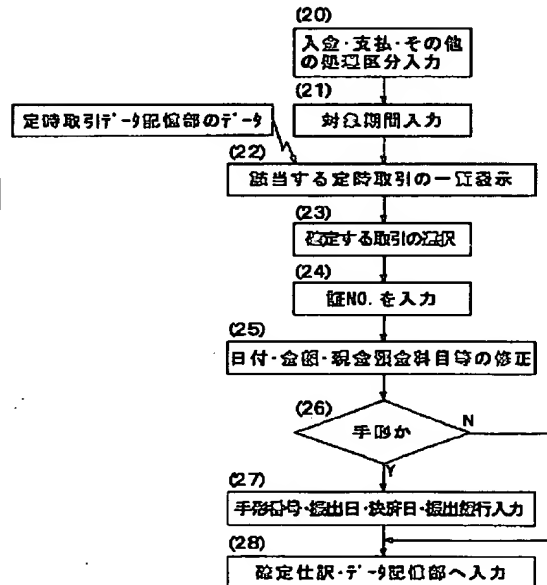 (20)
入金・支払・その他
の処理区分入力
(21)
対象期間入力
定時取引データ記憶部のデータ
(22)
該当する定時取引の一覧表示
(23)
確定する取引の選択
(24)
証NO.を入力
(25)
日付・金額・現金預金科目等の修正
(26)
手形か
N
Y
(27)
手形番号・振出日・決済日・振出銀行入力
(28)
確定仕訳・データ記憶部へ入力